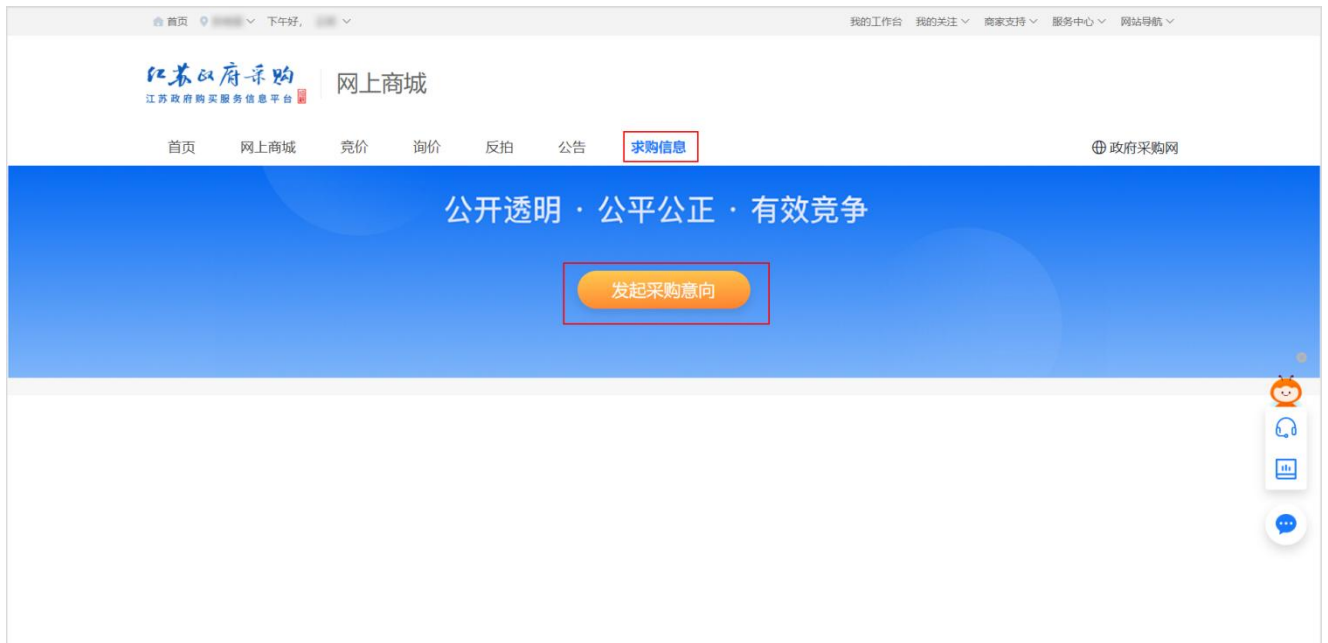 首页 下午好,
我的工作台 我的关注 商家支持 服务中心 网站导航
江苏政府采购
江苏政府购买服务信息平台
网上商城
首页 网上商城 竞价 询价 反拍 公告 求购信息 政府采购网
公开透明 · 公平公正 · 有效竞争
发起采购意向